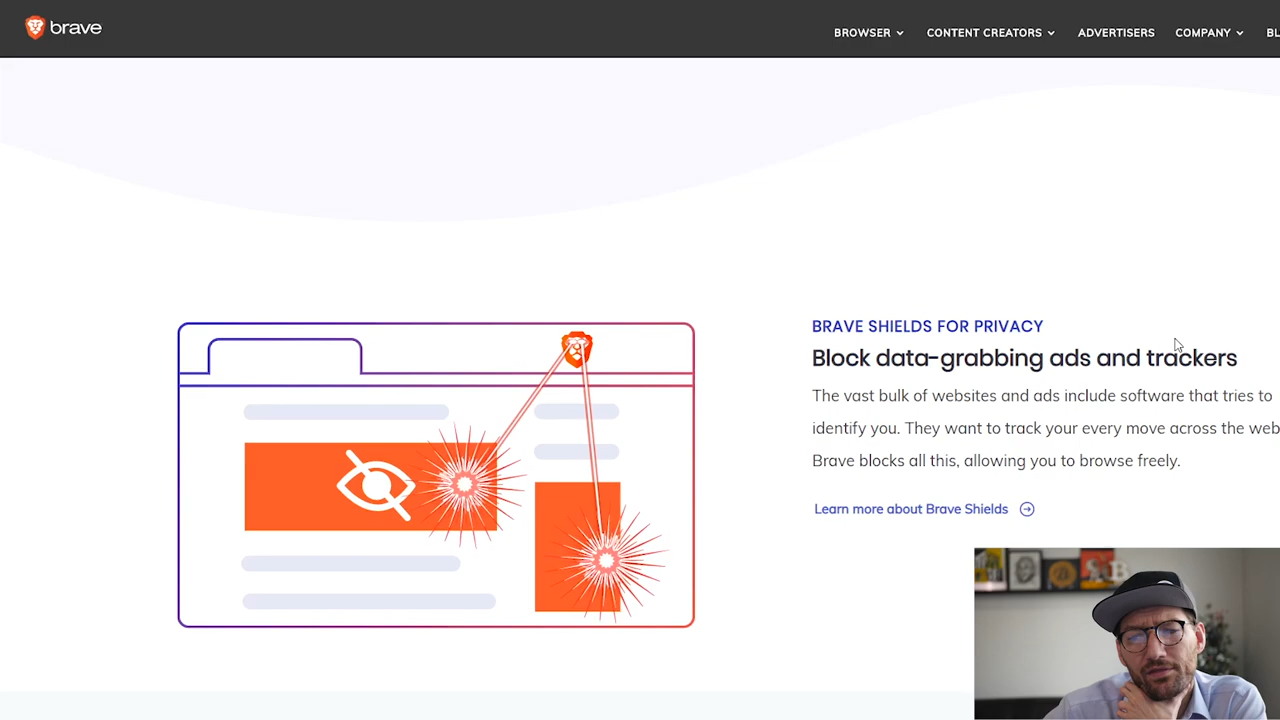 brave
BROWSER
CONTENT CREATORS
ADVERTISERS
COMPANY
BL
BRAVE SHIELDS FOR PRIVACY
Block data-grabbing ads and trackers
The vast bulk of websites and ads include software that tries to
identify you. They want to track your every move across the web
Brave blocks all this, allowing you to browse freely.
Learn more about Brave Shields